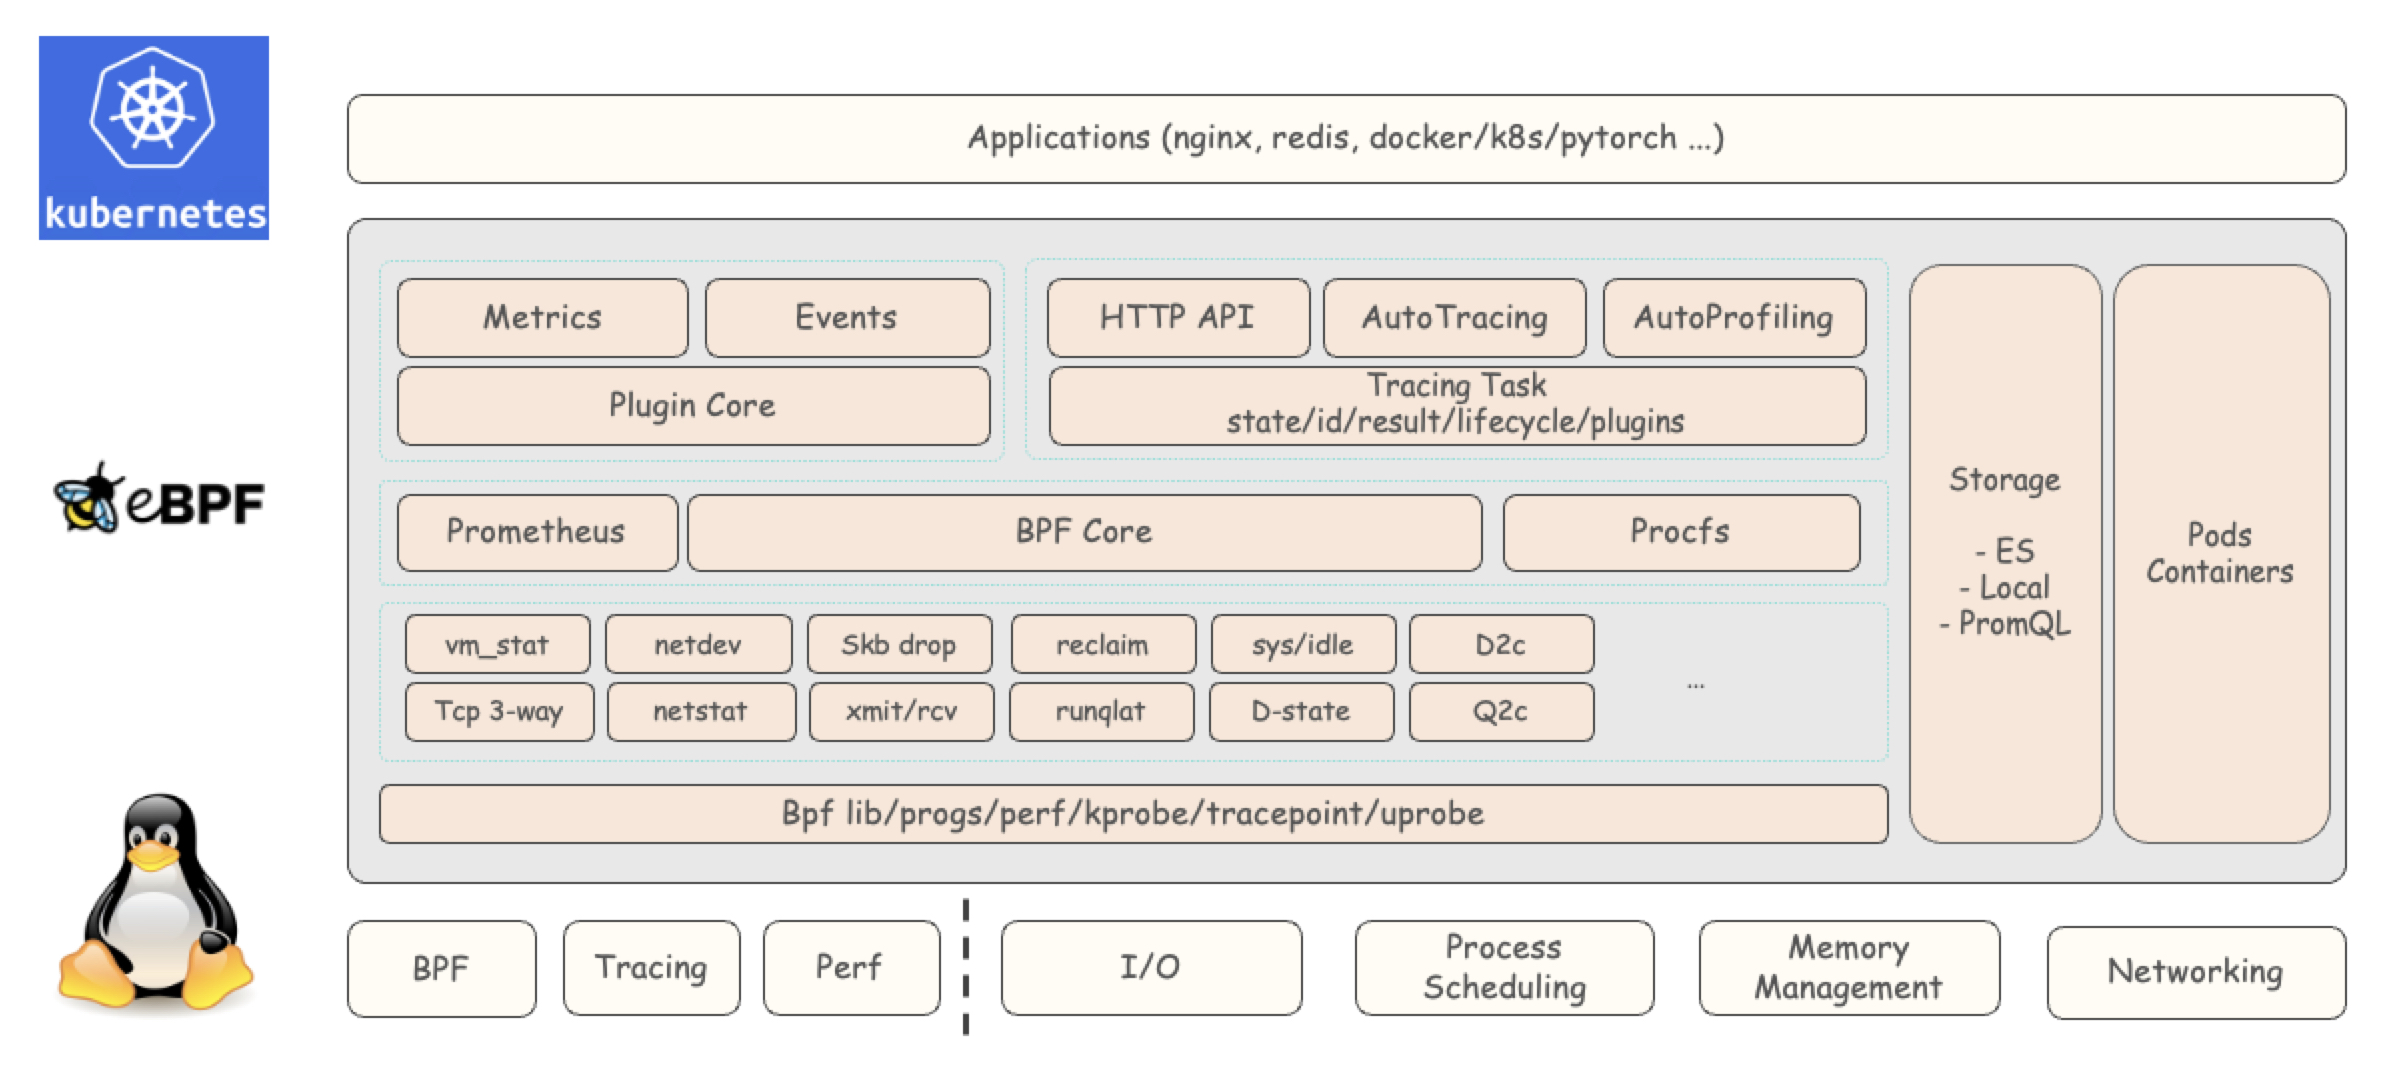 kubernetes
Applications (nginx, redis, docker/k8s/pytorch ...)
Metrics
Events
HTTP API
AutoTracing
AutoProfiling
Plugin Core
Tracing Task
state/id/result/lifecycle/plugins
eBPF
Prometheus
BPF Core
Procfs
vm_stat
netdev
Skb drop
reclaim
sys/idle
D2c
...
Tcp 3-way
netstat
xmit/rcv
runqlat
D-state
Q2c
Bpf lib/progs/perf/kprobe/tracepoint/uprobe
Storage
- ES
- Local
- PromQL
Pods
Containers
BPF
Tracing
Perf
I/O
Process
Scheduling
Memory
Management
Networking